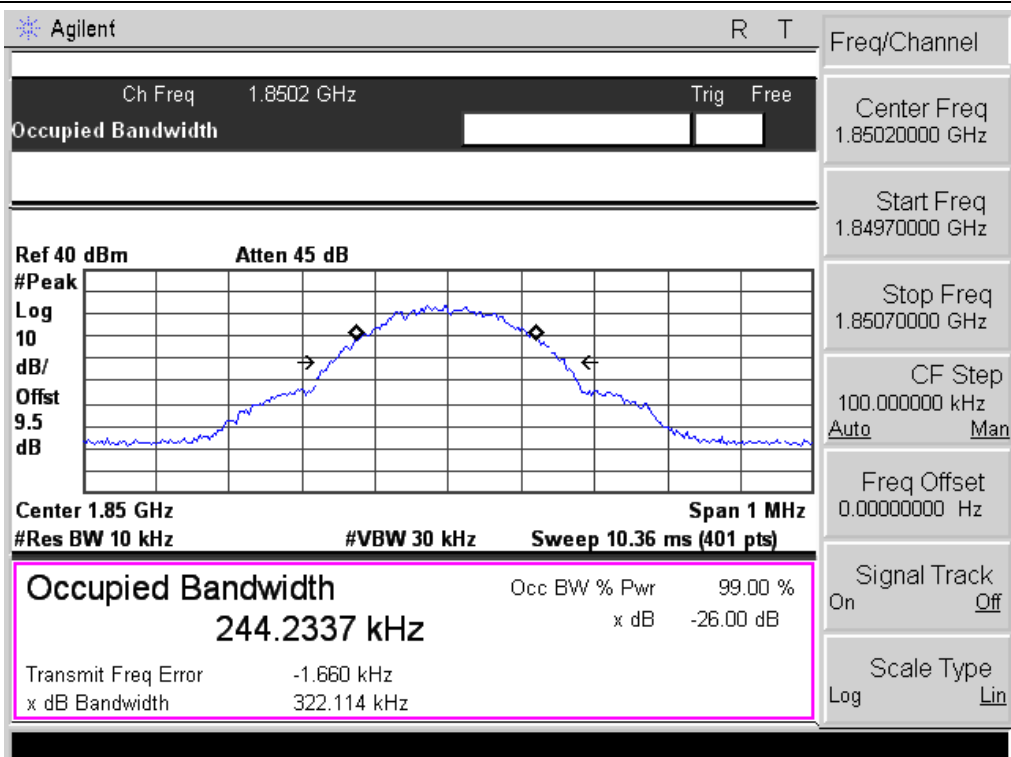 Agilent R T
Freq/Channel
Ch Freq 1.8502 GHz Trig Free
Occupied Bandwidth
Center Freq
1.85020000 GHz
Start Freq
1.84970000 GHz
Stop Freq
1.85070000 GHz
CF Step
100.000000 kHz
Auto Man
Freq Offset
0.00000000 Hz
Signal Track
On Off
Scale Type
Log Lin
Ref 40 dBm Atten 45 dB
#Peak
Log
10
dB/
Offst
9.5
dB
Center 1.85 GHz Span 1 MHz
#Res BW 10 kHz #VBW 30 kHz Sweep 10.36 ms (401 pts)
Occupied Bandwidth
244.2337 kHz
Occ BW % Pwr 99.00 %
x dB -26.00 dB
Transmit Freq Error -1.660 kHz
x dB Bandwidth 322.114 kHz